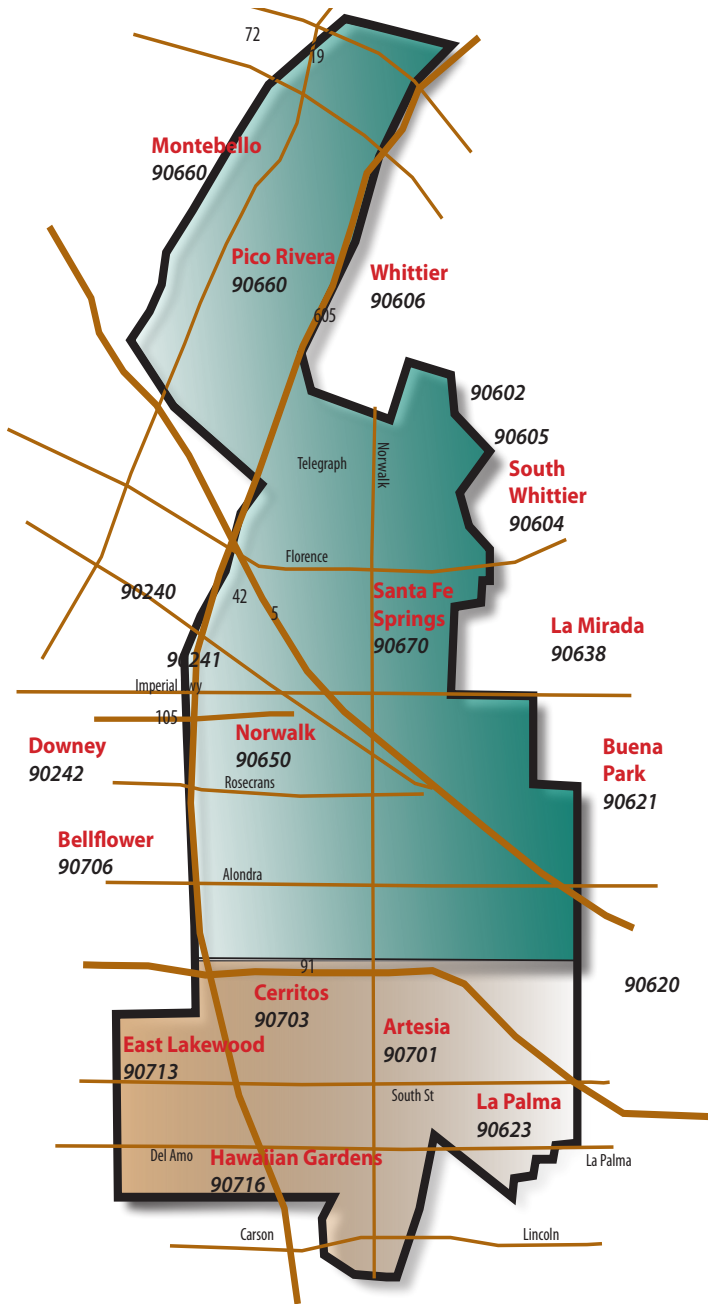 72
19
Montebello
90660
Pico Rivera
90660
Whittier
90606
605
90602
90605
Telegraph
Norwalk
South
Whittier
90604
Florence
90240
42
5
Santa Fe
Springs
90670
La Mirada
90638
90241
Imperial wy
105
Norwalk
90650
Downey
90242
Rosecrans
Buena
Park
90621
Bellflower
90706
Alondra
91
90620
Cerritos
90703
Artesia
90701
East Lakewood
90713
South St
La Palma
90623
Del Amo
Hawaiian Gardens
90716
La Palma
Carson
Lincoln